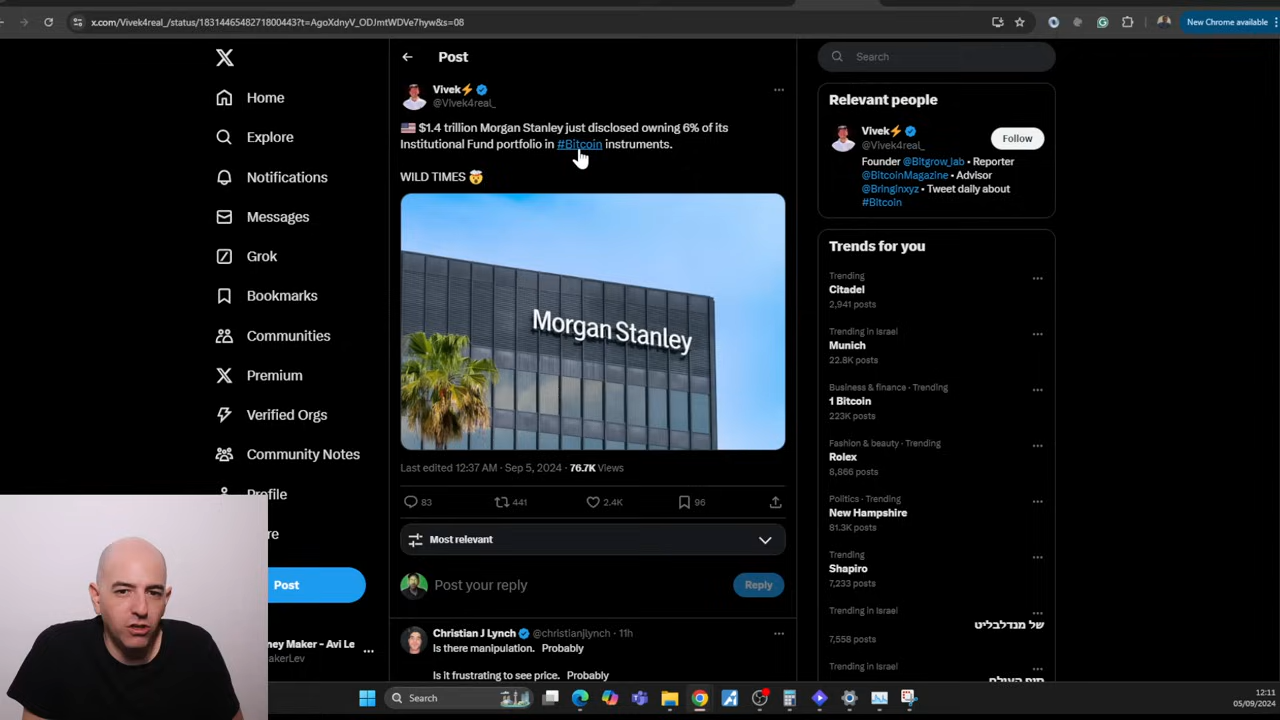 x.com/Vivek4real_/status/1831446548271800443?t=AgoXdnyV_ODJmtWDVe7hyw&s=08
New Chrome available
Home
Explore
Notifications
Messages
Grok
Bookmarks
Communities
Premium
Verified Orgs
Community Notes
Profile
re
Post
ney Maker - Avi Le
akerLev
Post
Vivek⚡
@Vivek4real_
🇺🇸 $1.4 trillion Morgan Stanley just disclosed owning 6% of its
Institutional Fund portfolio in #Bitcoin instruments.
WILD TIMES 🤯
Morgan Stanley
Last edited 12:37 AM · Sep 5, 2024 · 76.7K Views
83 441 2.4K 96
Most relevant
Post your reply
Reply
Christian J Lynch @christianjlynch · 11h
Is there manipulation. Probably
Is it frustrating to see price. Probably
Search
Relevant people
Vivek⚡
@Vivek4real_
Follow
Founder @Bitgrow_lab • Reporter
@BitcoinMagazine • Advisor
@Bringinxyz • Tweet daily about
#Bitcoin
Trends for you
Trending
Citadel
2,941 posts
Trending in Israel
Munich
22.8K posts
Business & finance · Trending
1 Bitcoin
223K posts
Fashion & beauty · Trending
Rolex
8,866 posts
Politics · Trending
New Hampshire
81.3K posts
Trending
Shapiro
7,233 posts
Trending in Israel
של מנדלבליט
7,558 posts
Trending in Israel
Search
12:11
05/09/2024